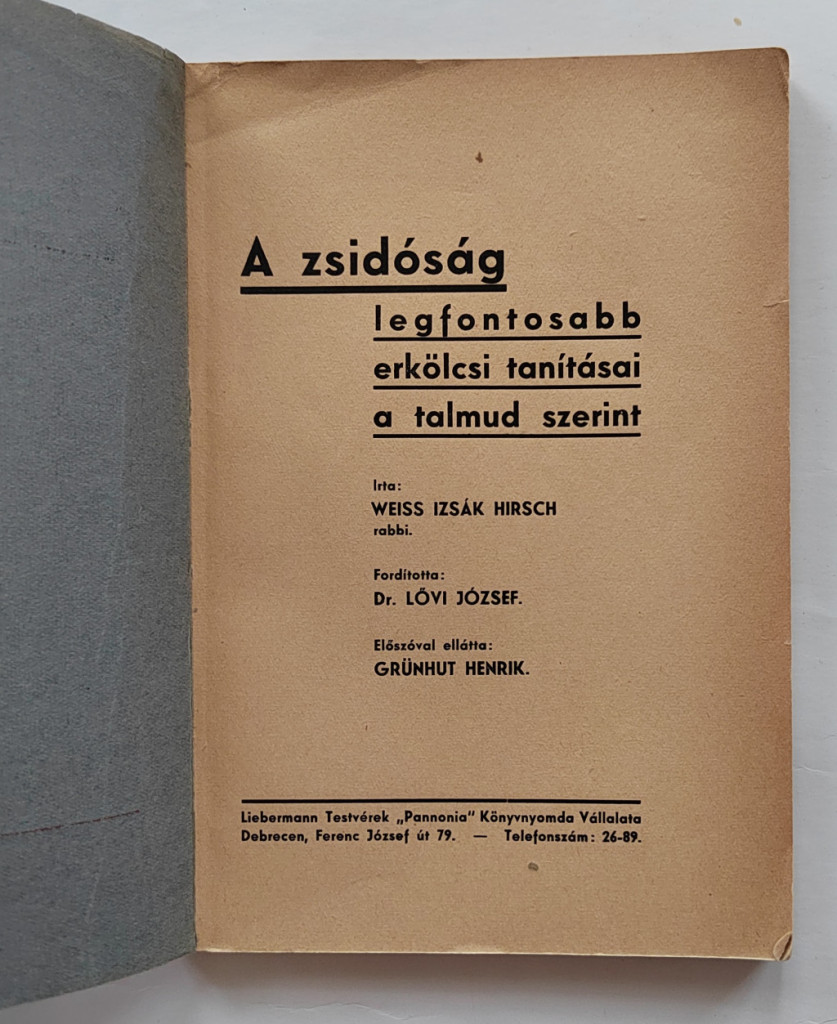 A zsidóság
legfontosabb
erkölcsi tanításai
a talmud szerint
Irta:
WEISS IZSÁK HIRSCH
rabbi.
Fordította:
Dr. LŐVI JÓZSEF.
Előszóval ellátta:
GRÜNHUT HENRIK.
Liebermann Testvérek „Pannonia“ Könyvnyomda Vállalata
Debrecen, Ferenc József út 79. — Telefonszám: 26-89.